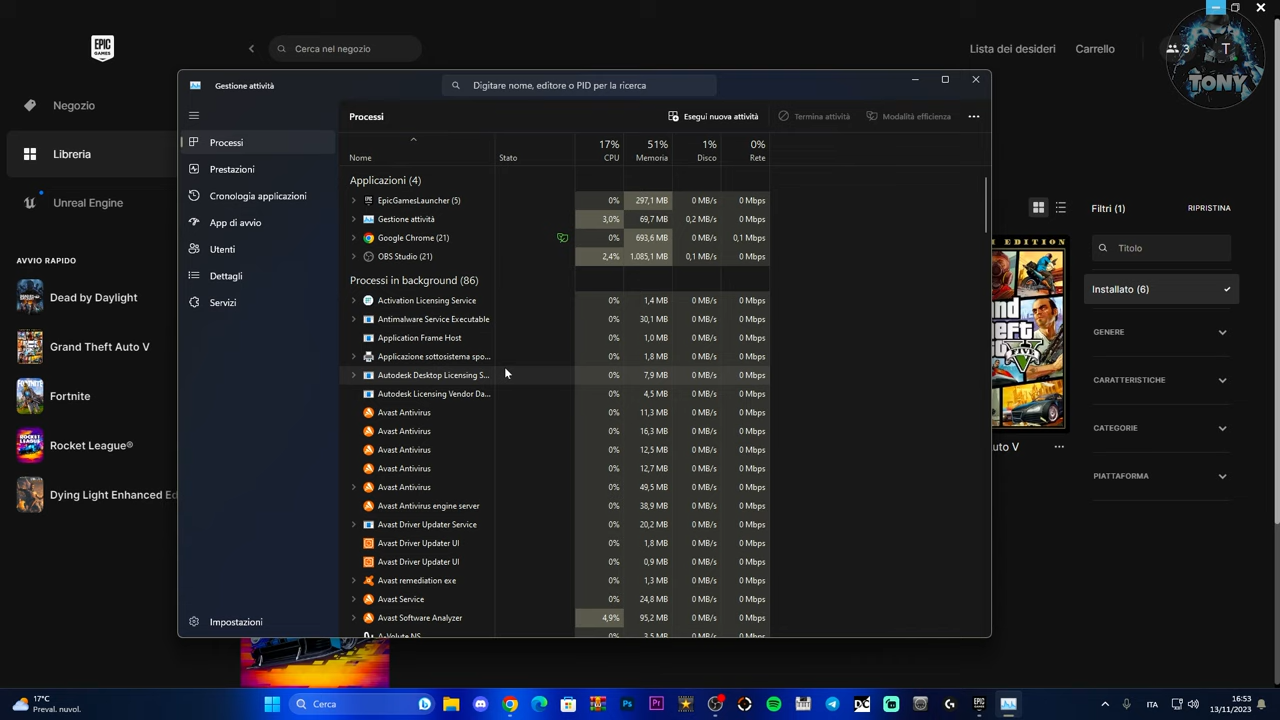 EPIC
GAMES
Cerca nel negozio
Lista dei desideri
Carrello
3
T
TONY
Negozio
Libreria
Unreal Engine
AVVIO RAPIDO
Dead by Daylight
Grand Theft Auto V
Fortnite
Rocket League®
Dying Light Enhanced Ed
Gestione attività
Digitare nome, editore o PID per la ricerca
Processi
Prestazioni
Cronologia applicazioni
App di avvio
Utenti
Dettagli
Servizi
Impostazioni
Processi
Esegui nuova attività
Termina attività
Modalità efficienza
17% 51% 1% 0%
Nome Stato CPU Memoria Disco Rete
Applicazioni (4)
EpicGamesLauncher (5) 0% 297,1 MB 0 MB/s 0 Mbps
Gestione attività 3,0% 69,7 MB 0,2 MB/s 0 Mbps
Google Chrome (21) 0% 693,6 MB 0 MB/s 0,1 Mbps
OBS Studio (21) 2,4% 1.085,1 MB 0,1 MB/s 0 Mbps
Processi in background (86)
Activation Licensing Service 0% 1,4 MB 0 MB/s 0 Mbps
Antimalware Service Executable 0% 30,1 MB 0 MB/s 0 Mbps
Application Frame Host 0% 1,0 MB 0 MB/s 0 Mbps
Applicazione sottosistema spo... 0% 1,8 MB 0 MB/s 0 Mbps
Autodesk Desktop Licensing S... 0% 7,9 MB 0 MB/s 0 Mbps
Autodesk Licensing Vendor Da... 0% 4,5 MB 0 MB/s 0 Mbps
Avast Antivirus 0% 11,3 MB 0 MB/s 0 Mbps
Avast Antivirus 0% 16,3 MB 0 MB/s 0 Mbps
Avast Antivirus 0% 12,5 MB 0 MB/s 0 Mbps
Avast Antivirus 0% 12,7 MB 0 MB/s 0 Mbps
Avast Antivirus 0% 49,5 MB 0 MB/s 0 Mbps
Avast Antivirus engine server 0% 38,9 MB 0 MB/s 0 Mbps
Avast Driver Updater Service 0% 20,2 MB 0 MB/s 0 Mbps
Avast Driver Updater UI 0% 1,8 MB 0 MB/s 0 Mbps
Avast Driver Updater UI 0% 0,9 MB 0 MB/s 0 Mbps
Avast remediation exe 0% 1,3 MB 0 MB/s 0 Mbps
Avast Service 0% 24,8 MB 0 MB/s 0 Mbps
Avast Software Analyzer 4,9% 95,2 MB 0 MB/s 0 Mbps
A-Volute NS 0% 3,5 MB 0 MB/s 0 Mbps
Filtri (1)
RIPRISTINA
Titolo
Installato (6)
GENERE
CARATTERISTICHE
CATEGORIE
PIATTAFORMA
EDITION
uto V
17°C
Preval. nuvol.
Cerca
ITA
16:53
13/11/2023